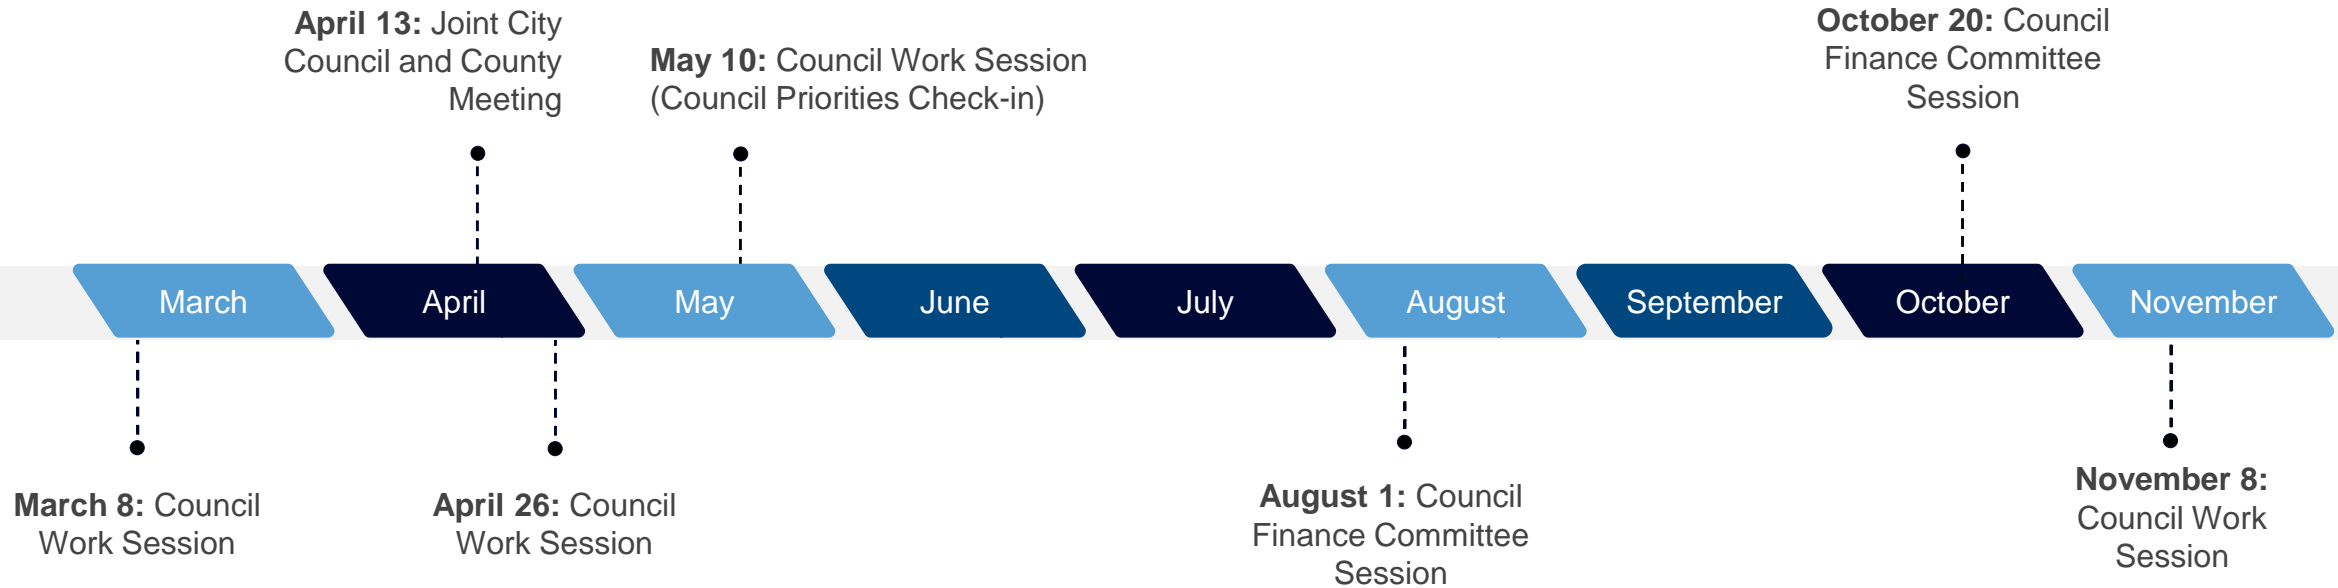 April 13: Joint City
Council and County
Meeting
May 10: Council Work Session
(Council Priorities Check-in)
October 20: Council
Finance Committee
Session
March
April
May
June
July
August
September
October
November
March 8: Council
Work Session
April 26: Council
Work Session
August 1: Council
Finance Committee
Session
November 8:
Council Work
Session